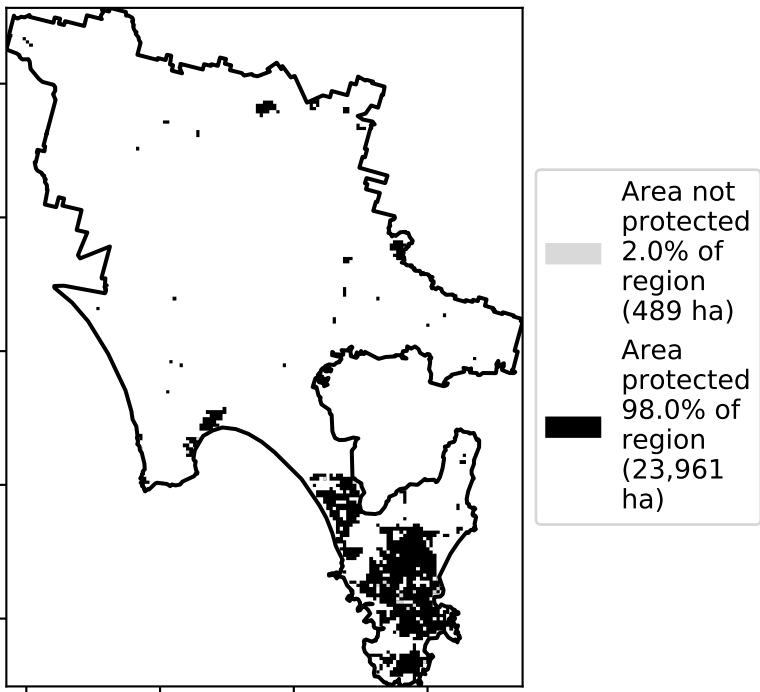 Area not
protected
2.0% of
region
(489 ha)
Area
protected
98.0% of
region
(23,961
ha)